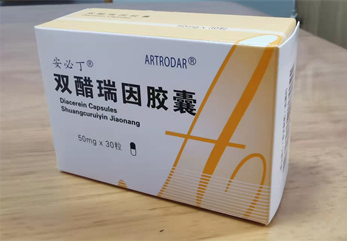 安必丁®
ARTRODAR®
双醋瑞因胶囊
Diacerein Capsules
Shuangcuruiyin Jiaonang
50mg x 30粒